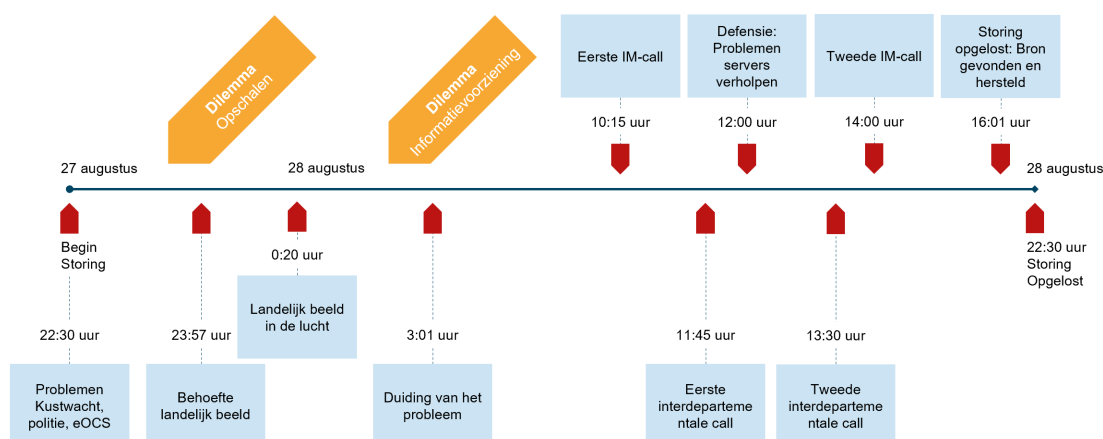 Dilemma
Opschalen
Dilemma
Informatievoorziening
Eerste IM-call
10:15 uur
Defensie:
Problemen
servers
verholpen
12:00 uur
Tweede IM-call
14:00 uur
Storing
opgelost: Bron
gevonden en
hersteld
16:01 uur
27 augustus
28 augustus
28 augustus
Begin
Storing
22:30 uur
Problemen
Kustwacht,
politie, eOCS
23:57 uur
Behoefte
landelijk beeld
0:20 uur
Landelijk beeld
in de lucht
3:01 uur
Duiding van het
probleem
11:45 uur
Eerste
interdeparteme
ntale call
13:30 uur
Tweede
interdeparteme
ntale call
22:30 uur
Storing
Opgelost